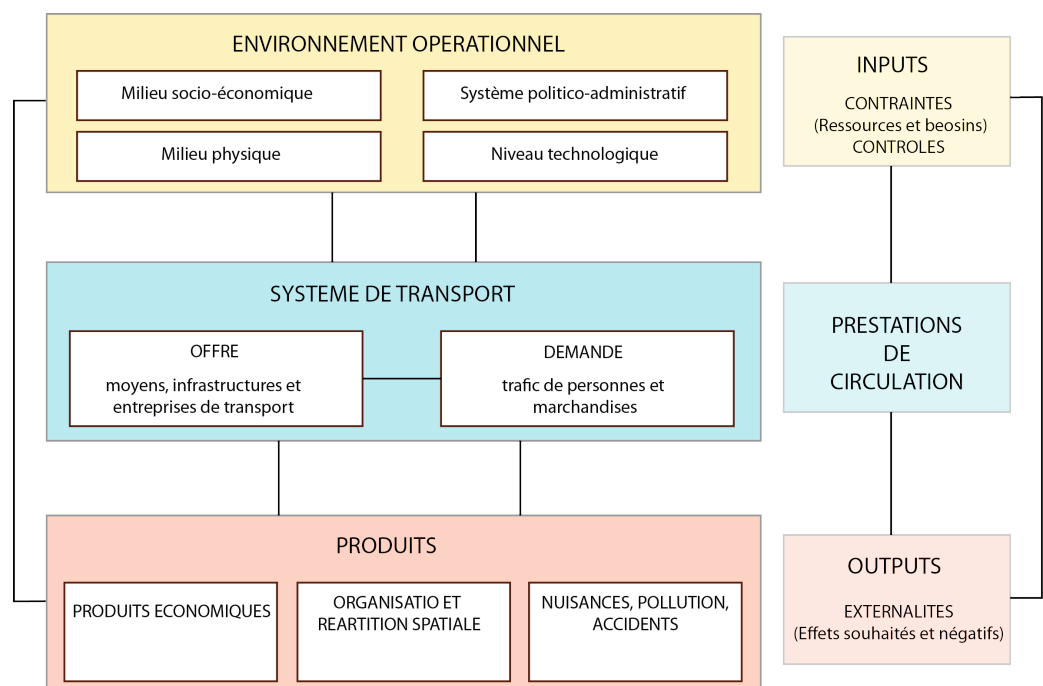 ENVIRONNEMENT OPERATIONNEL
Milieu socio-économique
Système politico-administratif
Milieu physique
Niveau technologique
INPUTS
CONTRAINTES
(Ressources et beosins)
CONTROLES
SYSTEME DE TRANSPORT
OFFRE
moyens, infrastructures et
entreprises de transport
DEMANDE
trafic de personnes et
marchandises
PRESTATIONS
DE
CIRCULATION
PRODUITS
PRODUITS ECONOMIQUES
ORGANISATIO ET
REARTITION SPATIALE
NUISANCES, POLLUTION,
ACCIDENTS
OUTPUTS
EXTERNALITES
(Effets souhaités et négatifs)